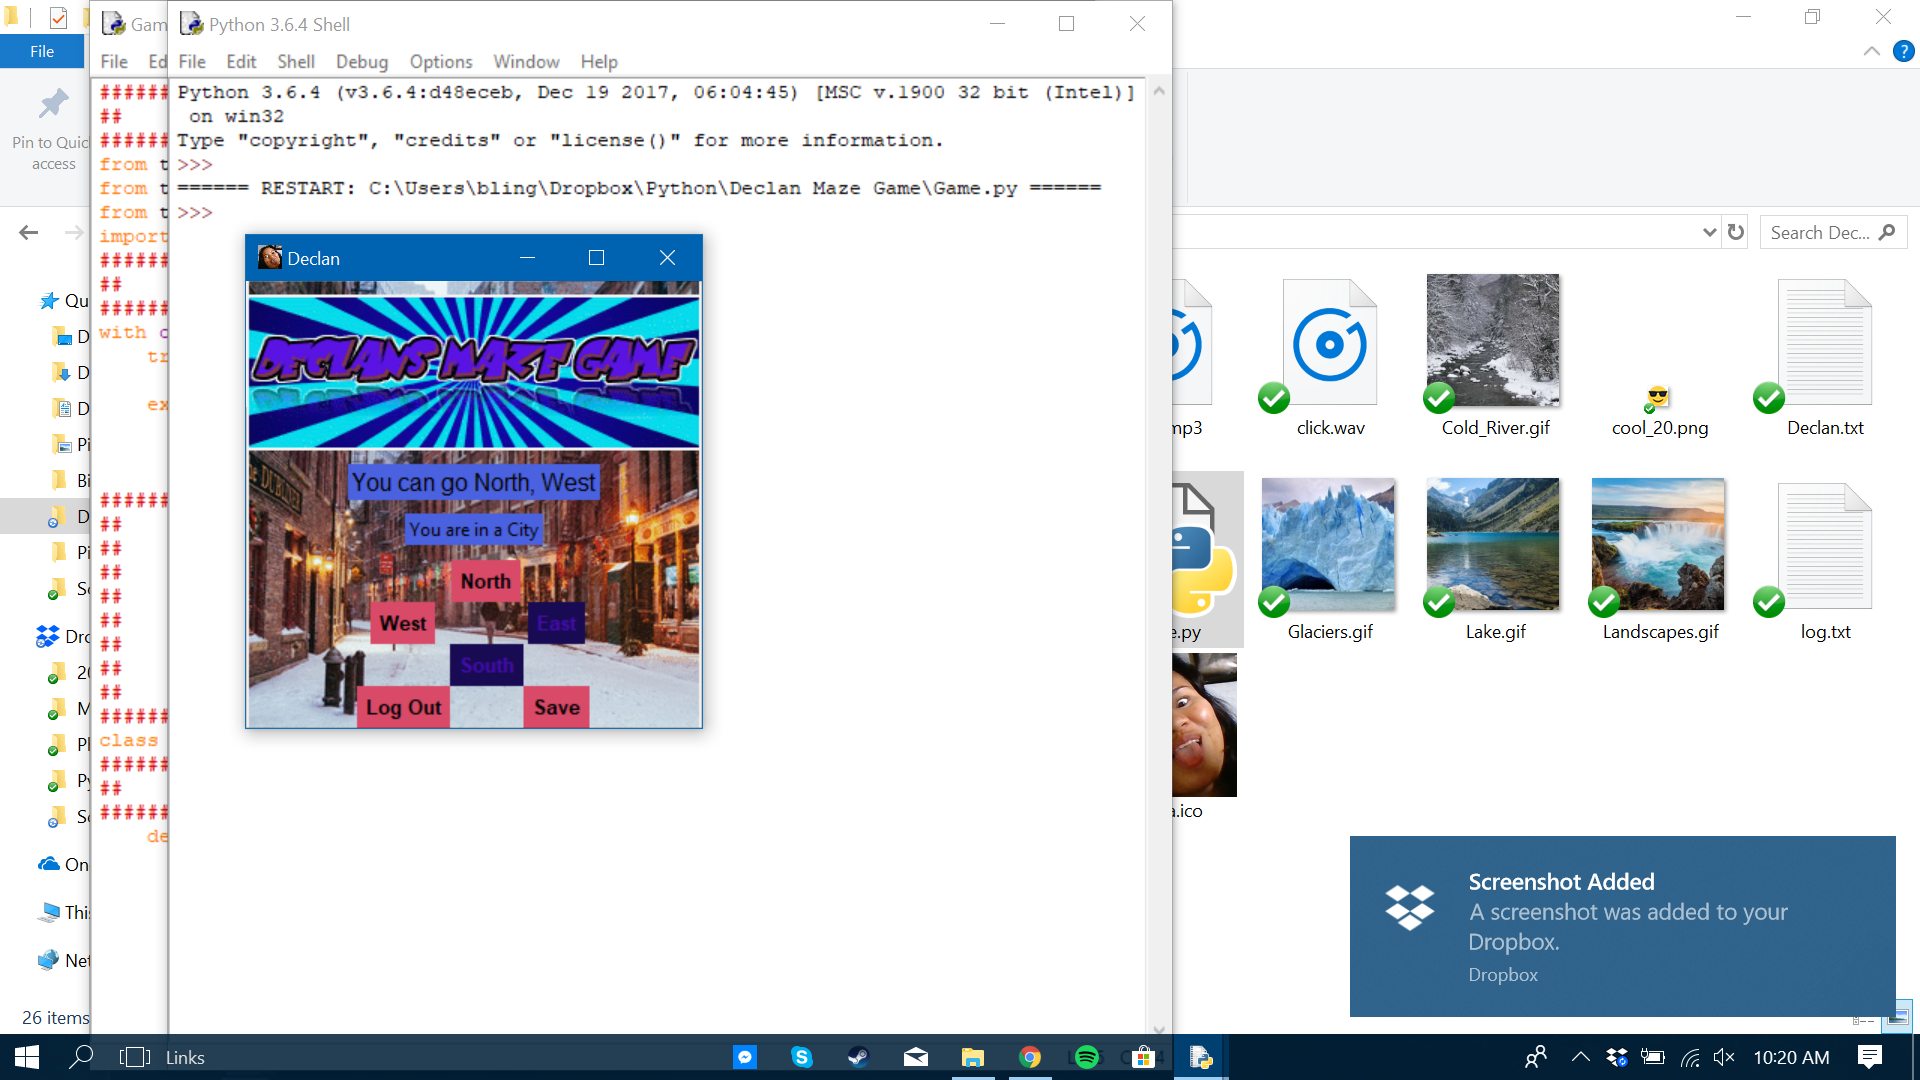 File
Pin to Quic
access
Qu
D
D
D
Pi
Bi
D
Pi
Sc
Dro
20
M
Pl
Py
Sc
On
Thi
Net
26 items
Gam
File Ed
#######
##
#######
from t
from t
from t
import
#######
##
#######
with c
tr
ex
#######
##
##
##
##
##
##
##
##
#######
class
#######
##
#######
de
Python 3.6.4 Shell
File Edit Shell Debug Options Window Help
Python 3.6.4 (v3.6.4:d48eceb, Dec 19 2017, 06:04:45) [MSC v.1900 32 bit (Intel)]
on win32
Type "copyright", "credits" or "license()" for more information.
>>>
====== RESTART: C:\Users\bling\Dropbox\Python\Declan Maze Game\Game.py ======
>>>
Declan
DECLANS MAZE GAME
You can go North, West
You are in a City
North
West East
South
Log Out Save
Search Dec...
mp3 click.wav Cold_River.gif cool_20.png Declan.txt
e.py Glaciers.gif Lake.gif Landscapes.gif log.txt
a.ico
Screenshot Added
A screenshot was added to your
Dropbox.
Dropbox
Links
10:20 AM